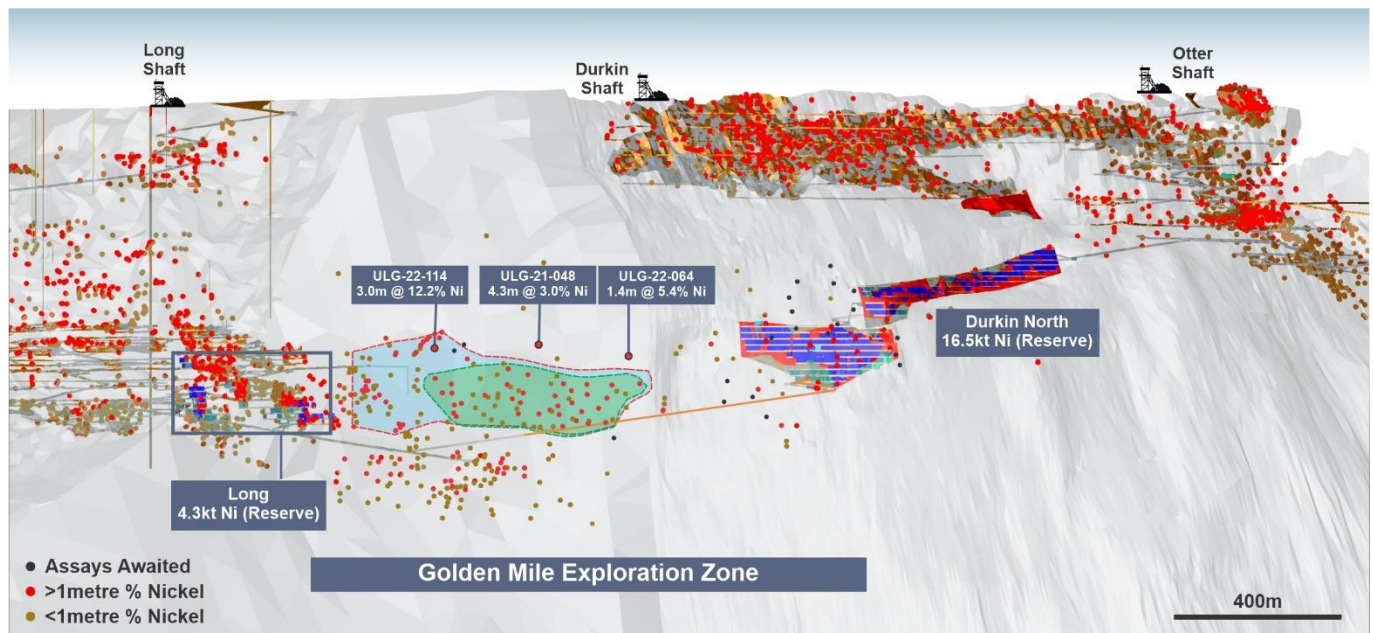 Long
Shaft
Durkin
Shaft
Otter
Shaft
ULG-22-114
3.0m @ 12.2% Ni
ULG-21-048
4.3m @ 3.0% Ni
ULG-22-064
1.4m @ 5.4% Ni
Durkin North
16.5kt Ni (Reserve)
Long
4.3kt Ni (Reserve)
Golden Mile Exploration Zone
Assays Awaited
>1metre % Nickel
<1metre % Nickel
400m